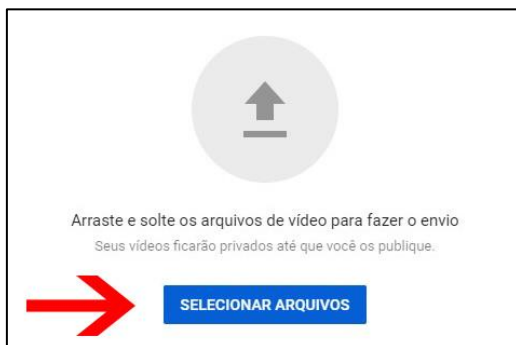 Arraste e solte os arquivos de vídeo para fazer o envio
Seus vídeos ficarão privados até que você os publique.
SELECIONAR ARQUIVOS